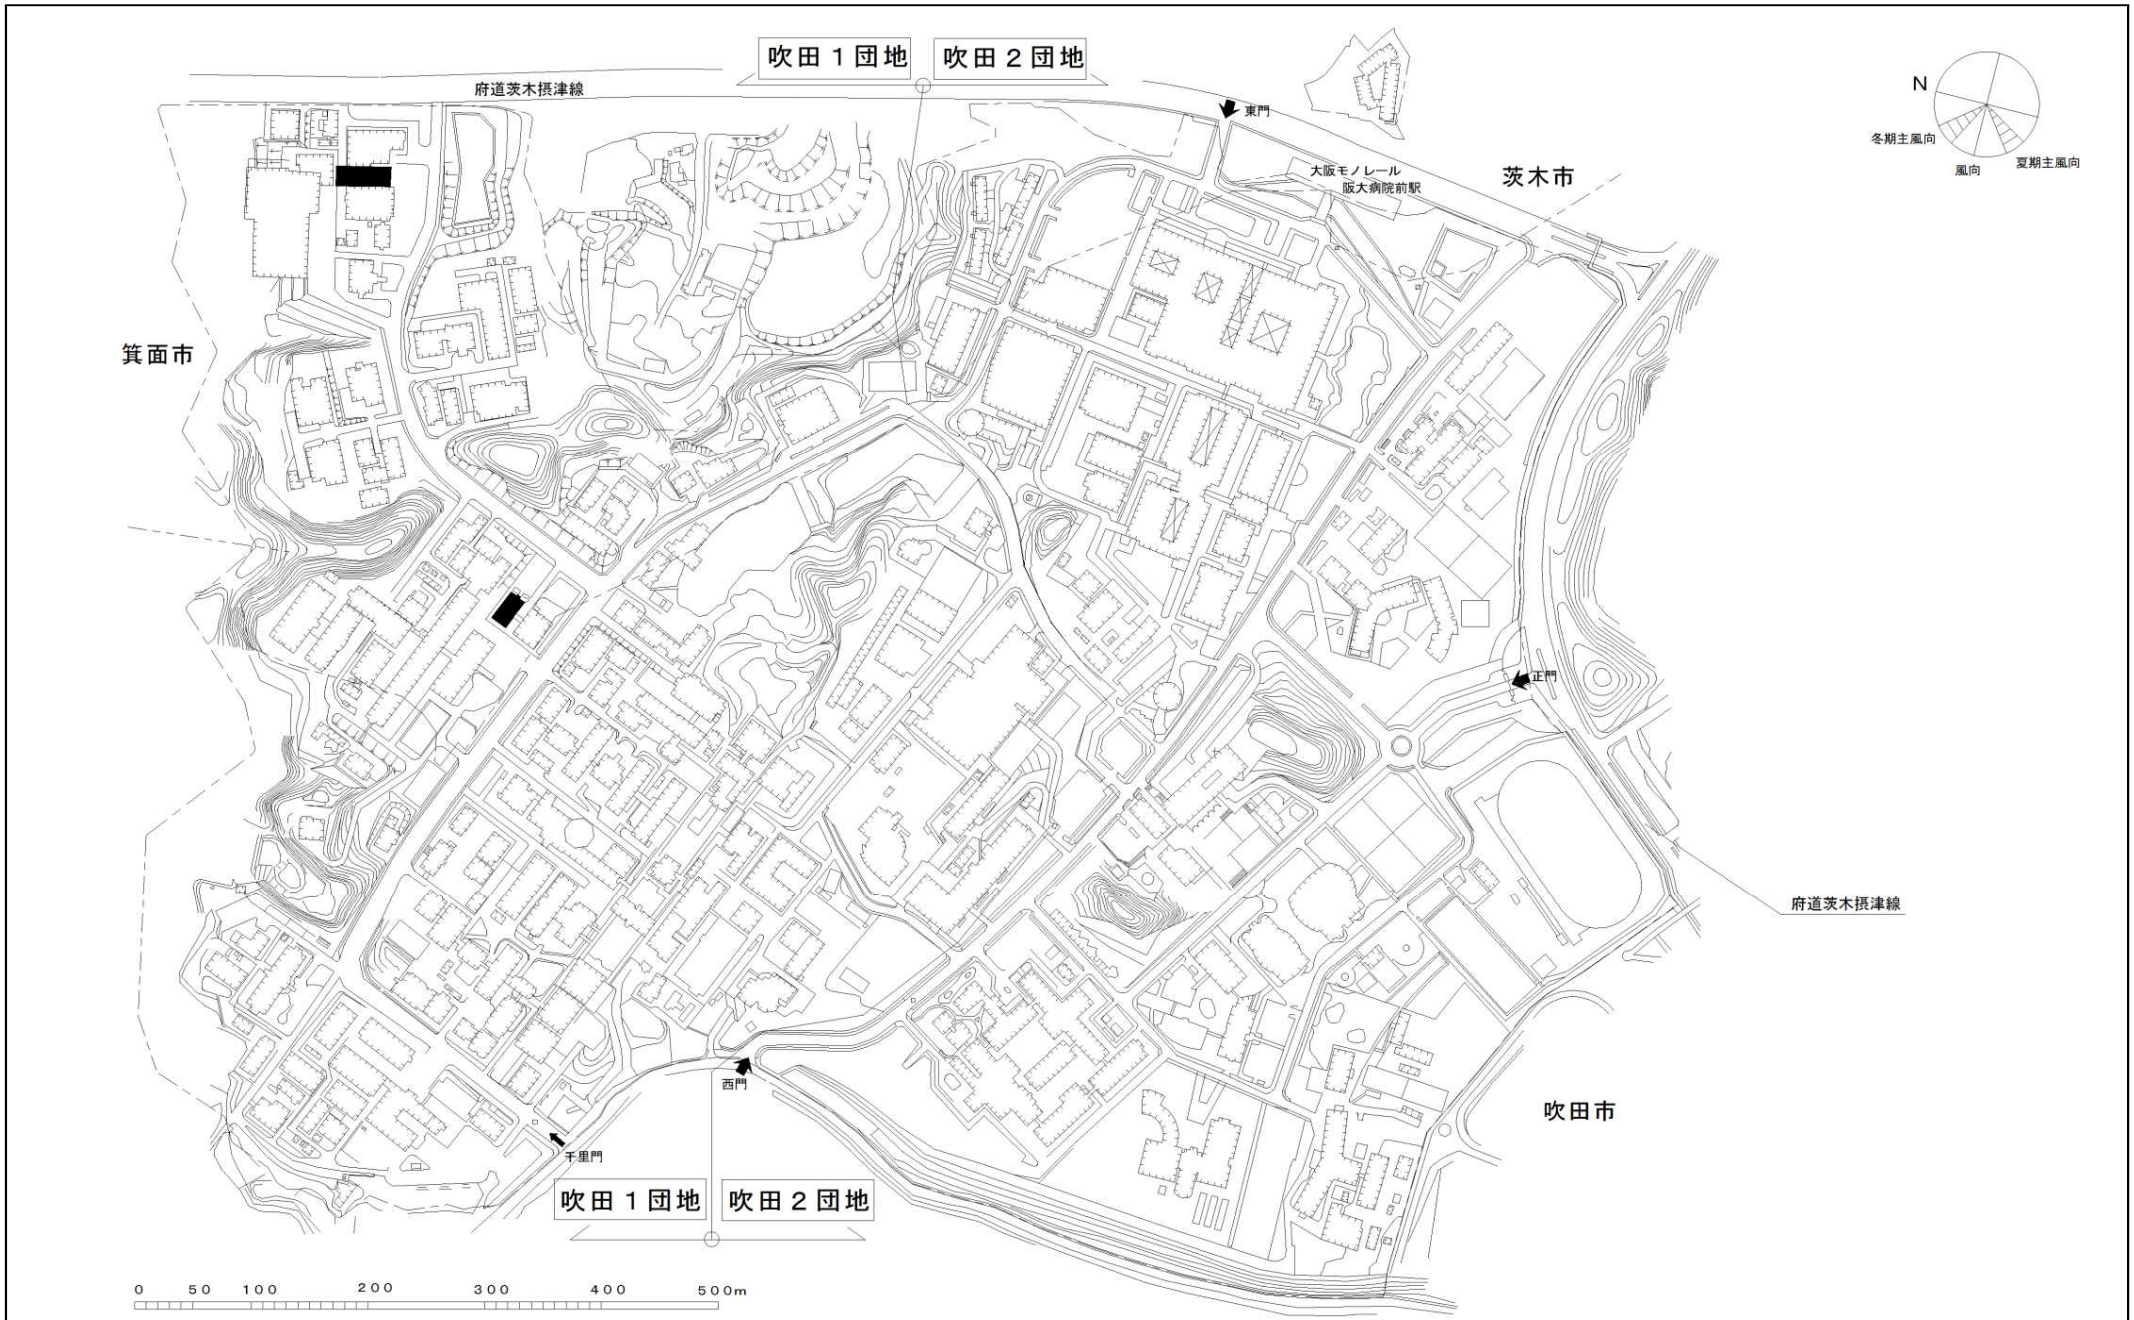 吹田１団地
吹田２団地
府道茨木摂津線
東門
N
冬期主風向
風向
夏期主風向
大阪モノレール
阪大病院前駅
茨木市
箕面市
正門
府道茨木摂津線
西門
千里門
吹田市
吹田１団地
吹田２団地
0 50 100 200 300 400 500m